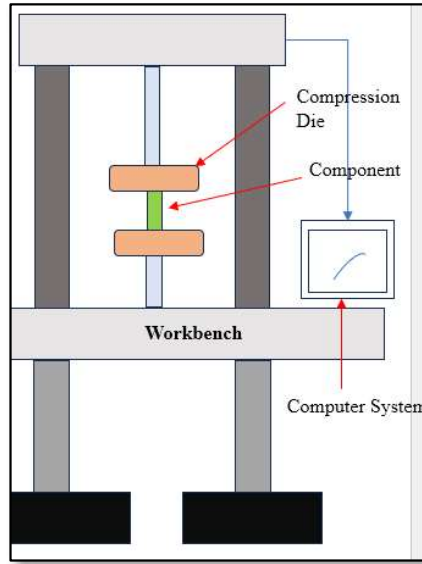 Compression
Die
Component
Workbench
Computer System